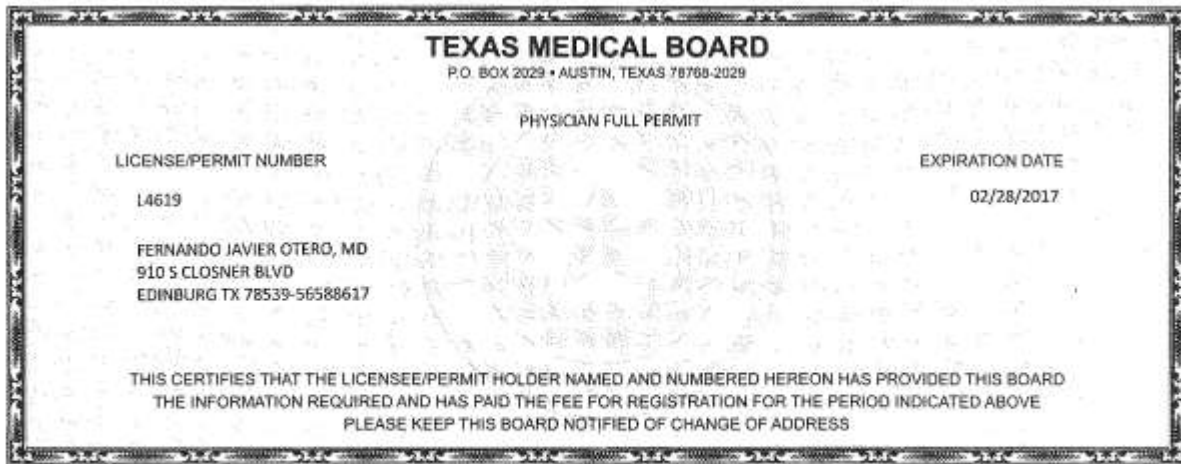 TEXAS MEDICAL BOARD
P.O. BOX 2029 • AUSTIN, TEXAS 78768-2029
PHYSICIAN FULL PERMIT
LICENSE/PERMIT NUMBER
EXPIRATION DATE
L4619
02/28/2017
FERNANDO JAVIER OTERO, MD
910 S CLOSNER BLVD
EDINBURG TX 78539-56588617
THIS CERTIFIES THAT THE LICENSEE/PERMIT HOLDER NAMED AND NUMBERED HEREON HAS PROVIDED THIS BOARD
THE INFORMATION REQUIRED AND HAS PAID THE FEE FOR REGISTRATION FOR THE PERIOD INDICATED ABOVE
PLEASE KEEP THIS BOARD NOTIFIED OF CHANGE OF ADDRESS